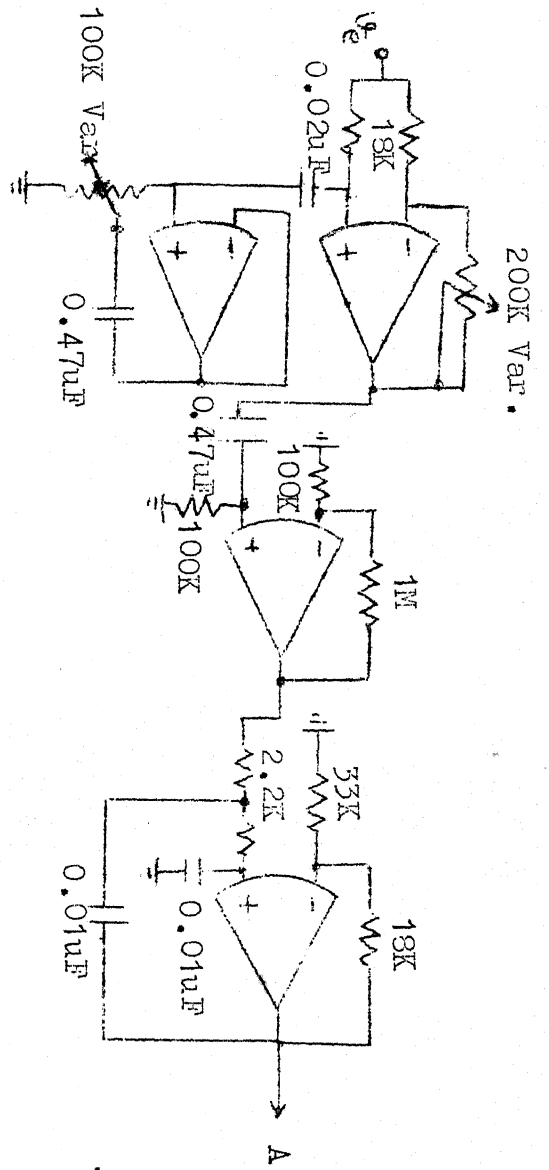 200K Var.
1M
18K
18K
100K
33K
−
−
−
v_e
+
+
+
0.02uF
0.47uF
100K
2.2K
0.01uF
A
−
+
100K Var
0.47uF
0.01uF